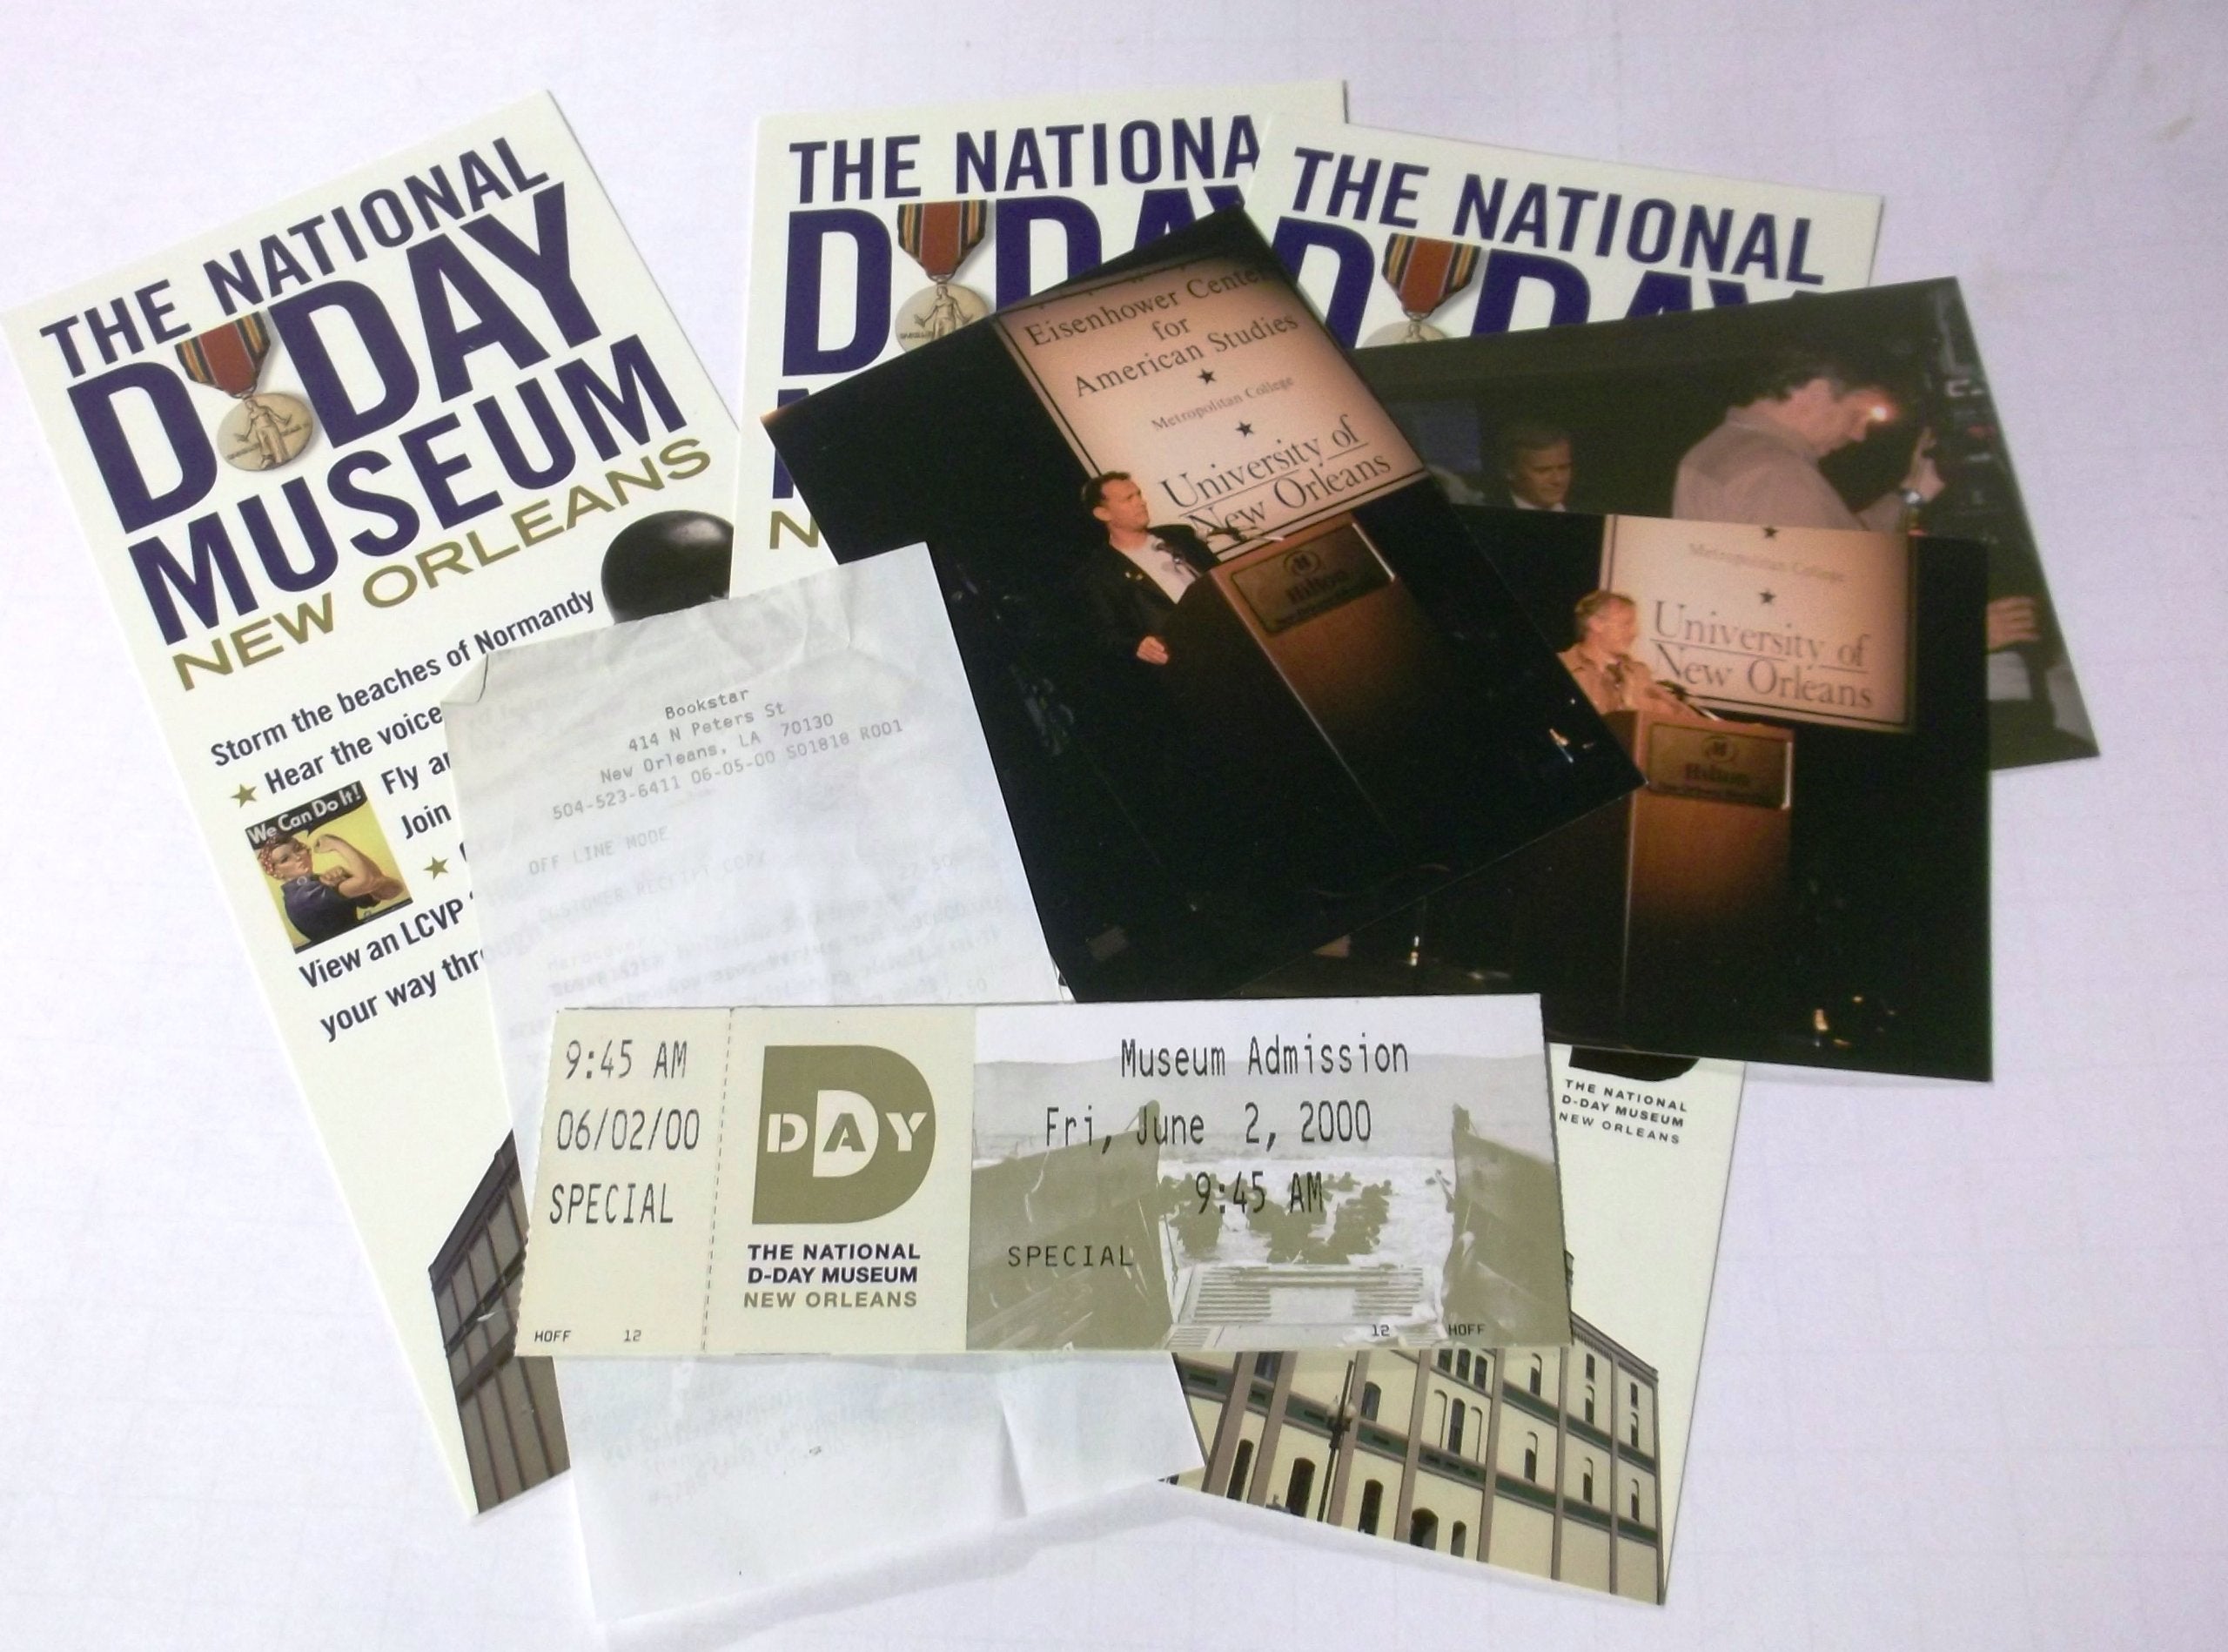 THE NATIONAL
D DAY
MUSEUM
NEW ORLEANS
Storm the beaches of Normandy
Hear the voice
Fly
Join
We Can Do It!
View an LCVP
your way
THE NATIONA
D DAY
N
THE NATIONAL
D DAY
Eisenhower Center
for
American Studies
Metropolitan College
University of
New Orleans
Hilton
Metropolitan College
University of
New Orleans
Hilton
Bookstar
414 N Peters St
New Orleans, LA 70130
504-523-6411 06-05-00 S01818 R001
OFF LINE MODE
CUSTOMER RECEIPT COPY
9:45 AM
06/02/00
SPECIAL
HOFF 12
DDAY
THE NATIONAL
D-DAY MUSEUM
NEW ORLEANS
Museum Admission
Fri, June 2, 2000
9:45 AM
SPECIAL
12 HOFF
THE NATIONAL
D-DAY MUSEUM
NEW ORLEANS